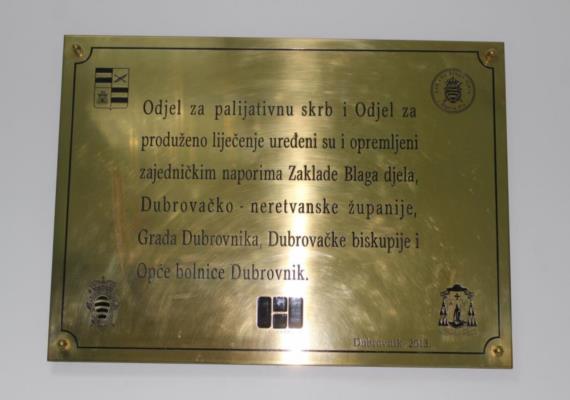 Odjel za palijativnu skrb i Odjel za
produženo liječenje uređeni su i opremljeni
zajedničkim naporima Zaklade Blaga djela,
Dubrovačko - neretvanske županije,
Grada Dubrovnika, Dubrovačke biskupije i
Opće bolnice Dubrovnik.
Dubrovnik 2013.